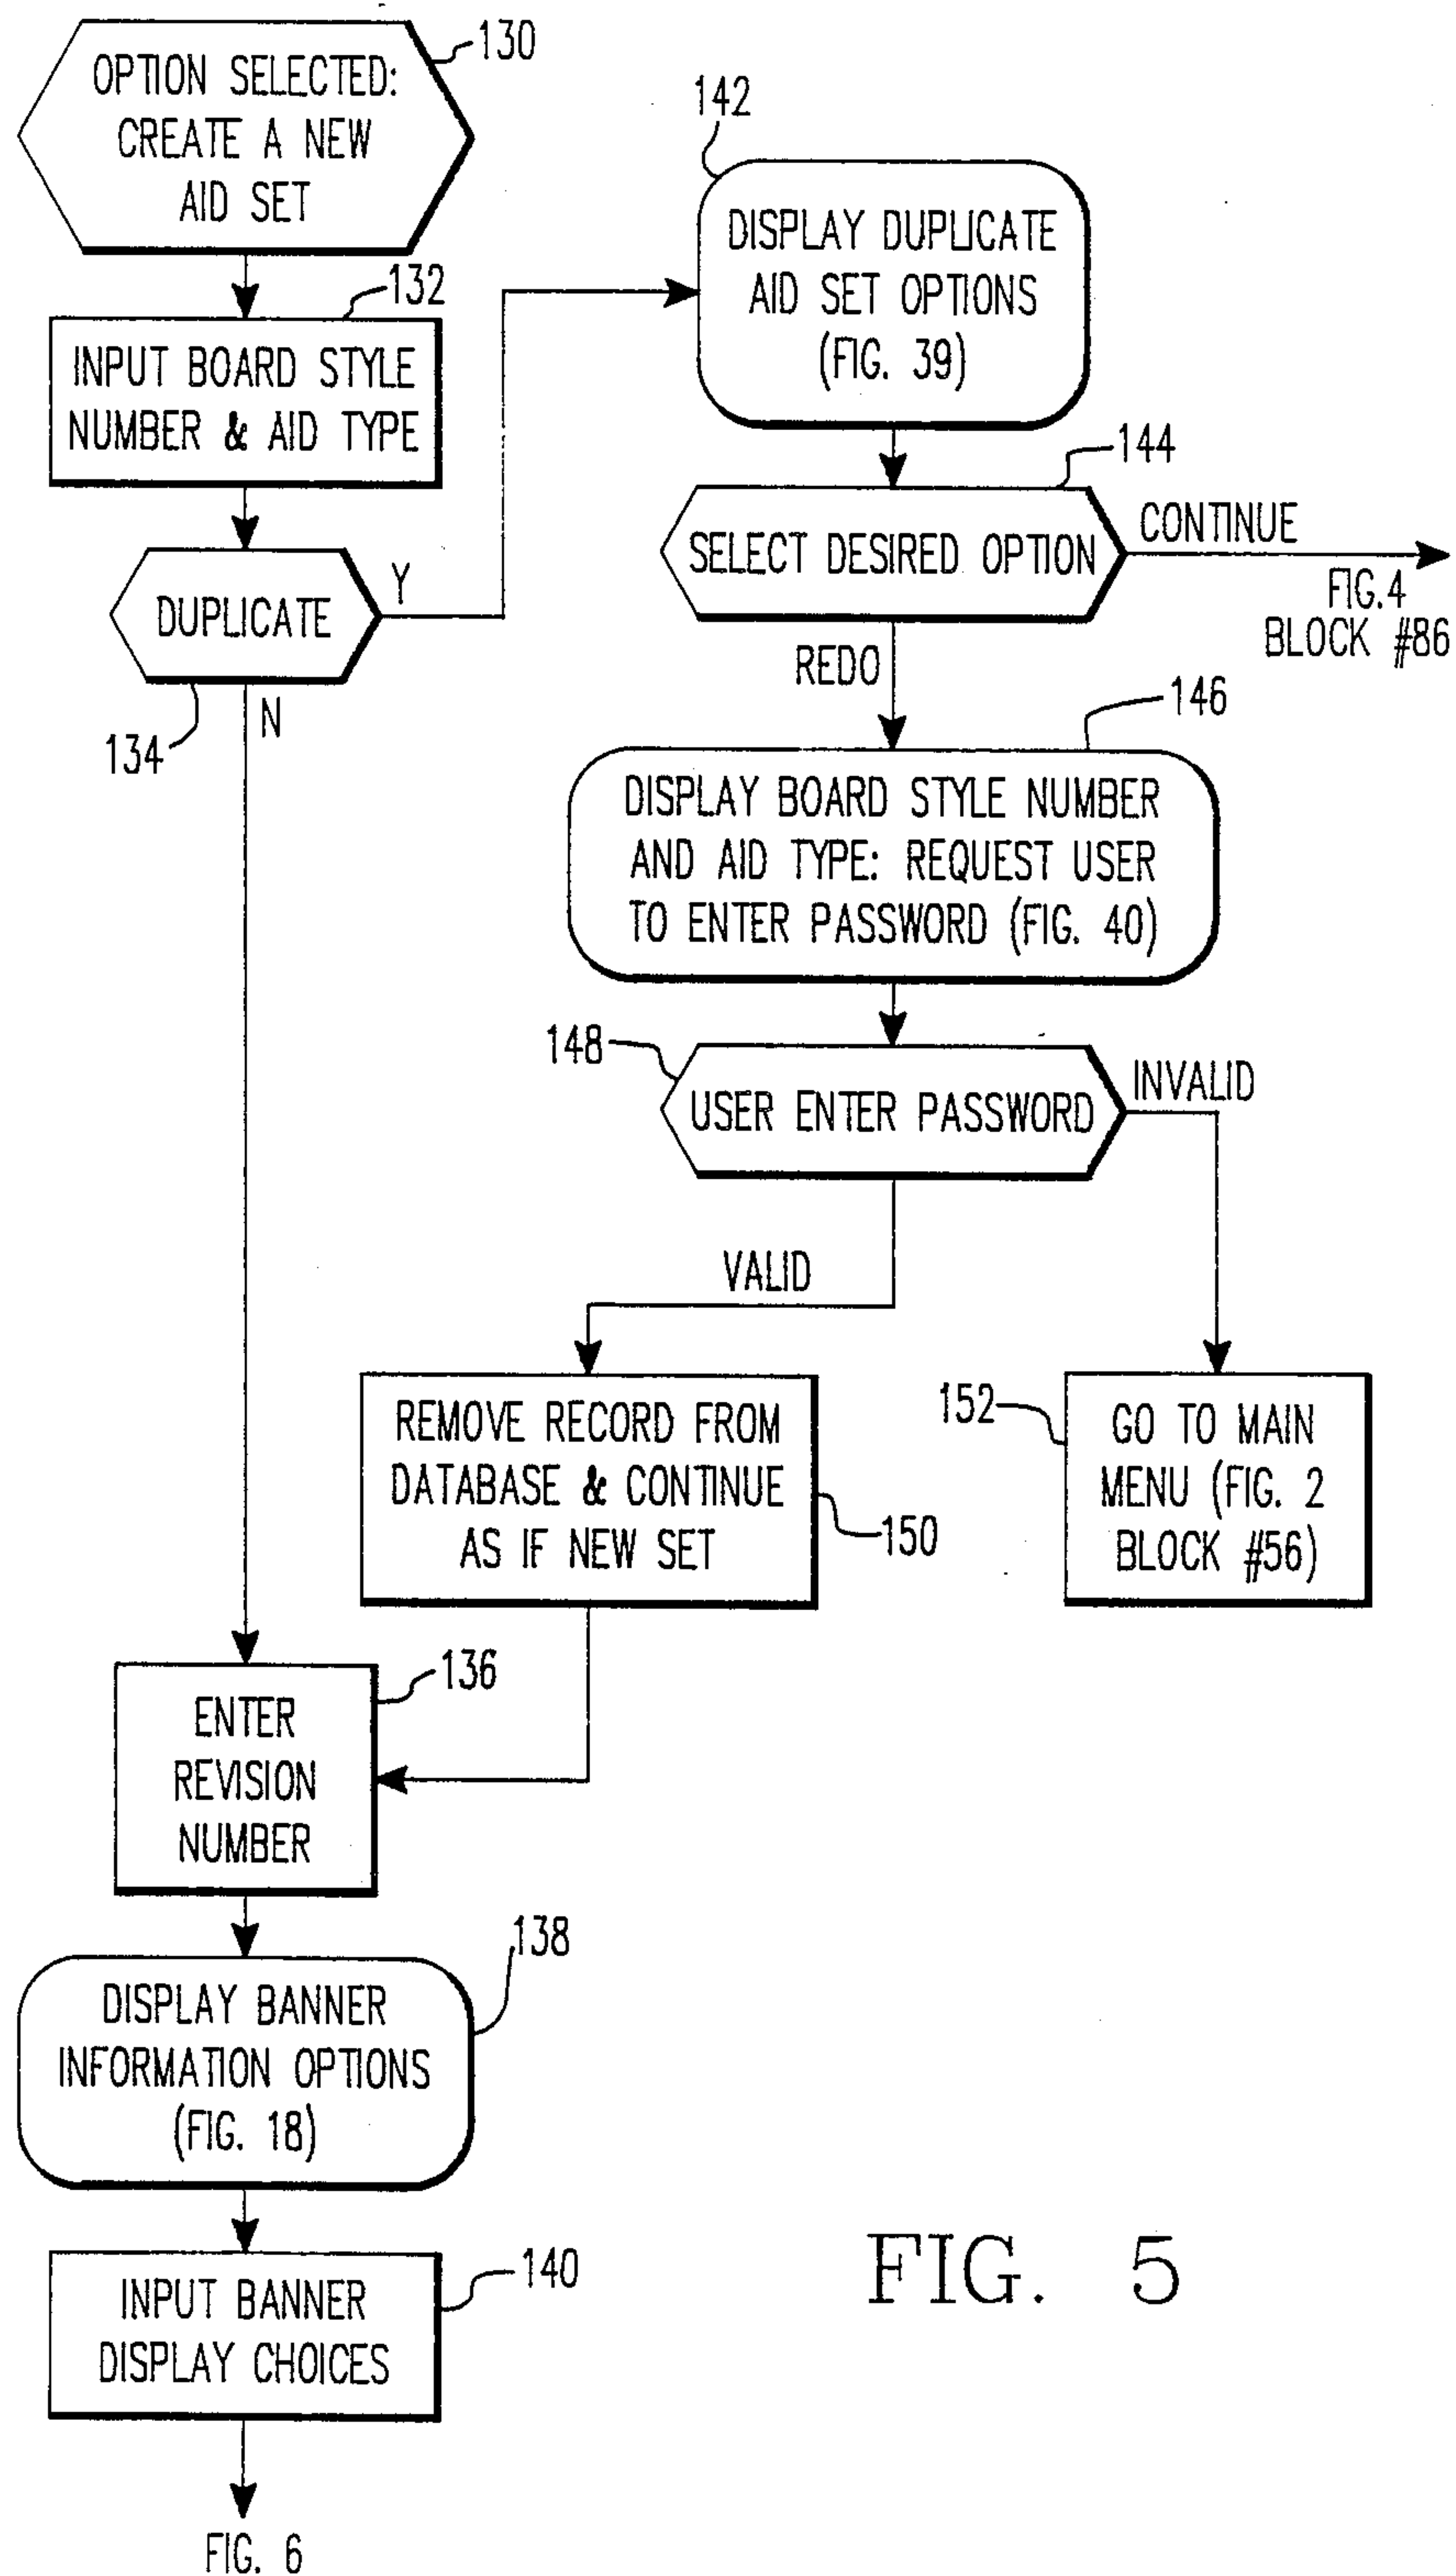 130
OPTION SELECTED:
CREATE A NEW
AID SET
132
INPUT BOARD STYLE
NUMBER & AID TYPE
DUPLICATE
Y
N
134
142
DISPLAY DUPLICATE
AID SET OPTIONS
(FIG. 39)
144
SELECT DESIRED OPTION
CONTINUE
FIG.4
BLOCK #86
REDO
146
DISPLAY BOARD STYLE NUMBER
AND AID TYPE: REQUEST USER
TO ENTER PASSWORD (FIG. 40)
148
USER ENTER PASSWORD
INVALID
VALID
REMOVE RECORD FROM
DATABASE & CONTINUE
AS IF NEW SET
150
152
GO TO MAIN
MENU (FIG. 2
BLOCK #56)
136
ENTER
REVISION
NUMBER
138
DISPLAY BANNER
INFORMATION OPTIONS
(FIG. 18)
140
INPUT BANNER
DISPLAY CHOICES
FIG. 6
FIG. 5